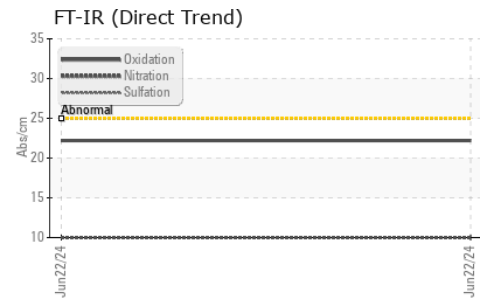 FT-IR (Direct Trend)
35
Oxidation
30
Nitration
Sulfation
Abnormal
25
Abs/cm
20
15
10
Jun22/24
Jun22/24